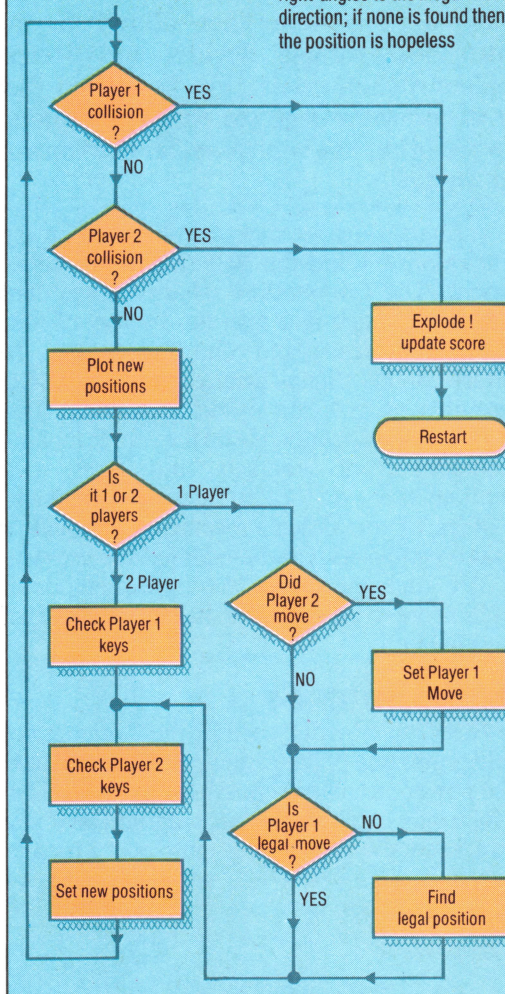 direction; if none is found then
the position is hopeless
Player 1
collision
?
YES
NO
Player 2
collision
?
YES
NO
Explode !
update score
Plot new
positions
Restart
Is
it 1 or 2
players
?
1 Player
2 Player
Did
Player 2
move
?
YES
NO
Check Player 1
keys
Set Player 1
Move
Check Player 2
keys
Is
Player 1
legal move
?
NO
YES
Set new positions
Find
legal position